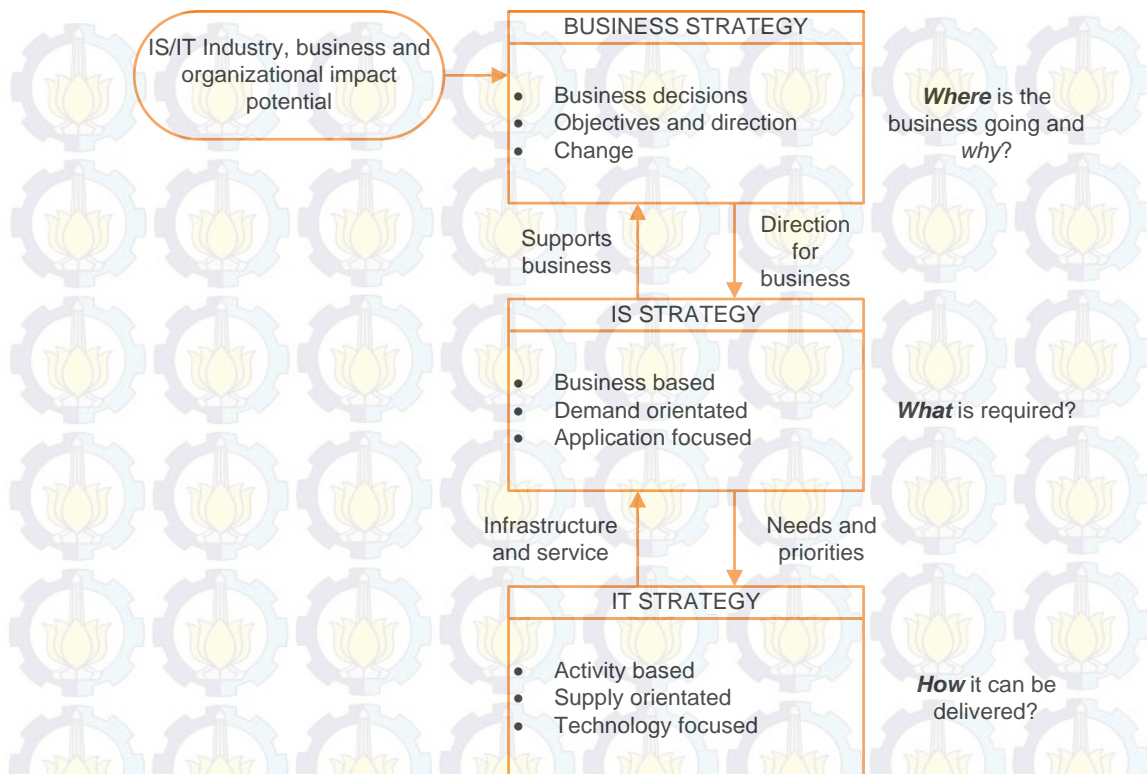 IS/IT Industry, business and
organizational impact
potential
BUSINESS STRATEGY
• Business decisions
• Objectives and direction
• Change
Where is the
business going and
why?
Supports
business
Direction
for
business
IS STRATEGY
• Business based
• Demand orientated
• Application focused
What is required?
Infrastructure
and service
Needs and
priorities
IT STRATEGY
• Activity based
• Supply orientated
• Technology focused
How it can be
delivered?